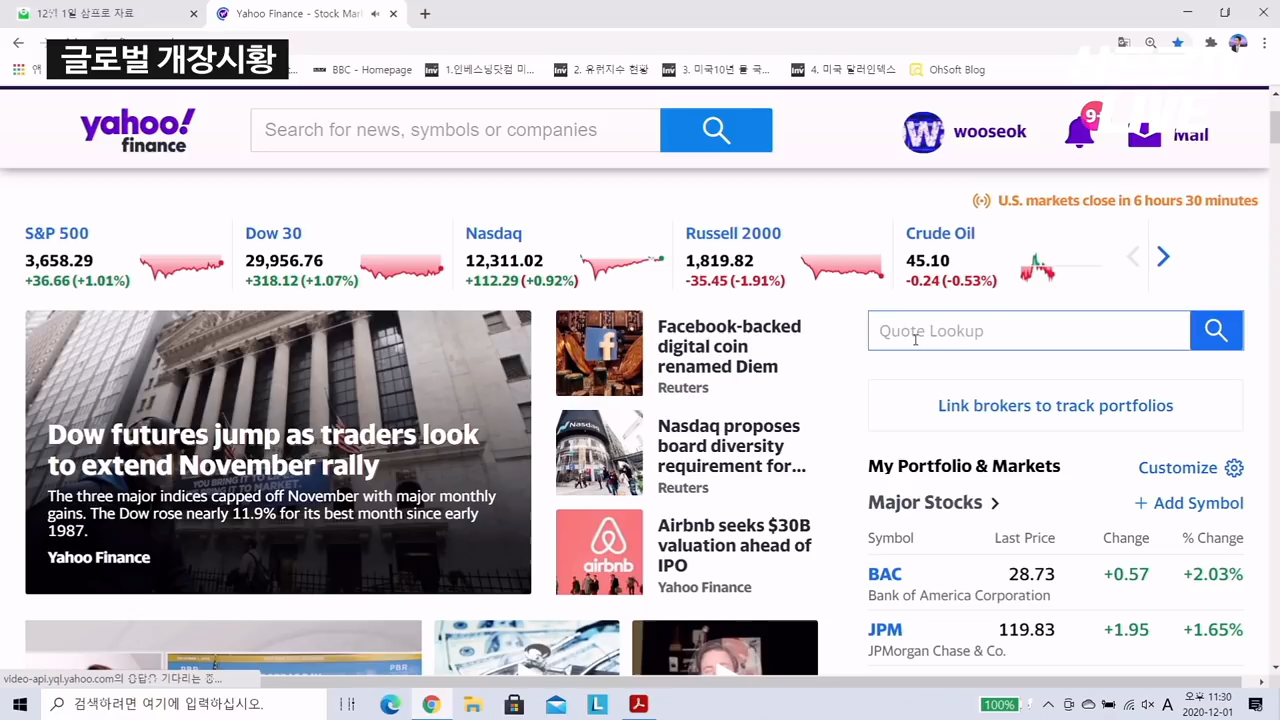 12월 1일 삼프로 자료
Yahoo Finance - Stock Mar
글로벌 개장시황
BBC - Homepage
1.인베스팅닷컴 미...
2. 유럽지수 현황
3. 미국10년 물 국...
4. 미국 달러인덱스
OhSoft Blog
LIVE
yahoo!
finance
Search for news, symbols or companies
wooseok
9+
Mail
U.S. markets close in 6 hours 30 minutes
S&P 500
3,658.29
+36.66 (+1.01%)
Dow 30
29,956.76
+318.12 (+1.07%)
Nasdaq
12,311.02
+112.29 (+0.92%)
Russell 2000
1,819.82
-35.45 (-1.91%)
Crude Oil
45.10
-0.24 (-0.53%)
Dow futures jump as traders look
to extend November rally
The three major indices capped off November with major monthly
gains. The Dow rose nearly 11.9% for its best month since early
1987.
Yahoo Finance
Facebook-backed
digital coin
renamed Diem
Reuters
Nasdaq
Nasdaq proposes
board diversity
requirement for...
Reuters
airbnb
Airbnb seeks $30B
valuation ahead of
IPO
Yahoo Finance
Quote Lookup
Link brokers to track portfolios
My Portfolio & Markets
Customize
Major Stocks
+ Add Symbol
Symbol Last Price Change % Change
BAC 28.73 +0.57 +2.03%
Bank of America Corporation
JPM 119.83 +1.95 +1.65%
JPMorgan Chase & Co.
PBR
PBR
video-api.yql.yahoo.com의 응답을 기다리는 중...
검색하려면 여기에 입력하십시오.
100%
A
오후 11:30
2020-12-01